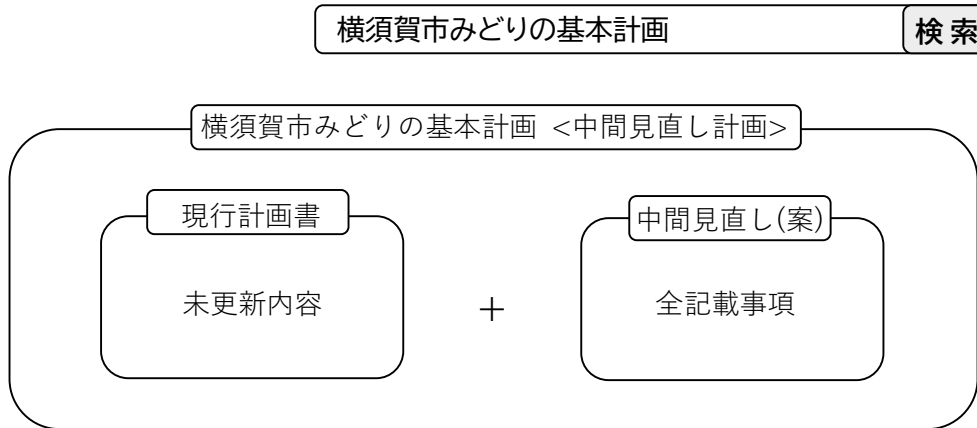 横須賀市みどりの基本計画 検索
横須賀市みどりの基本計画 <中間見直し計画>
現行計画書 中間見直し(案)
未更新内容 + 全記載事項